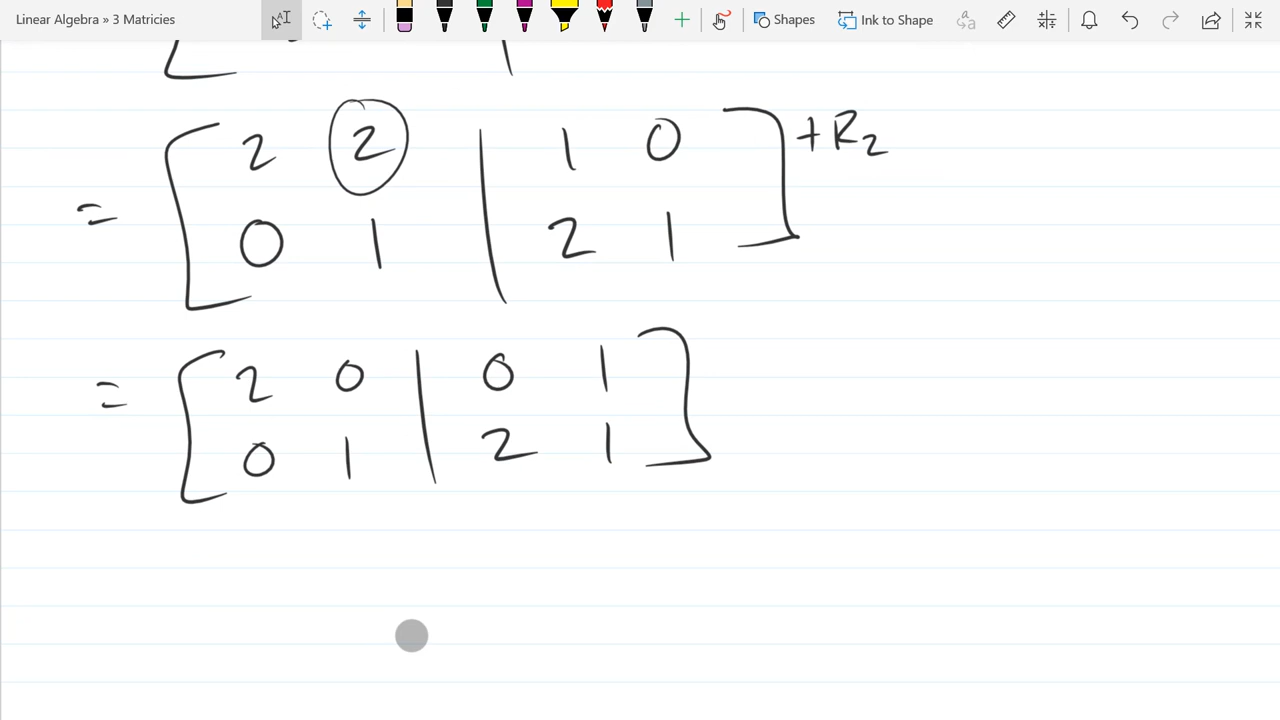 Linear Algebra » 3 Matricies
Shapes
Ink to Shape
2 2 | 1 0 + R2
= 0 1 | 2 1
= 2 0 | 0 1
0 1 | 2 1